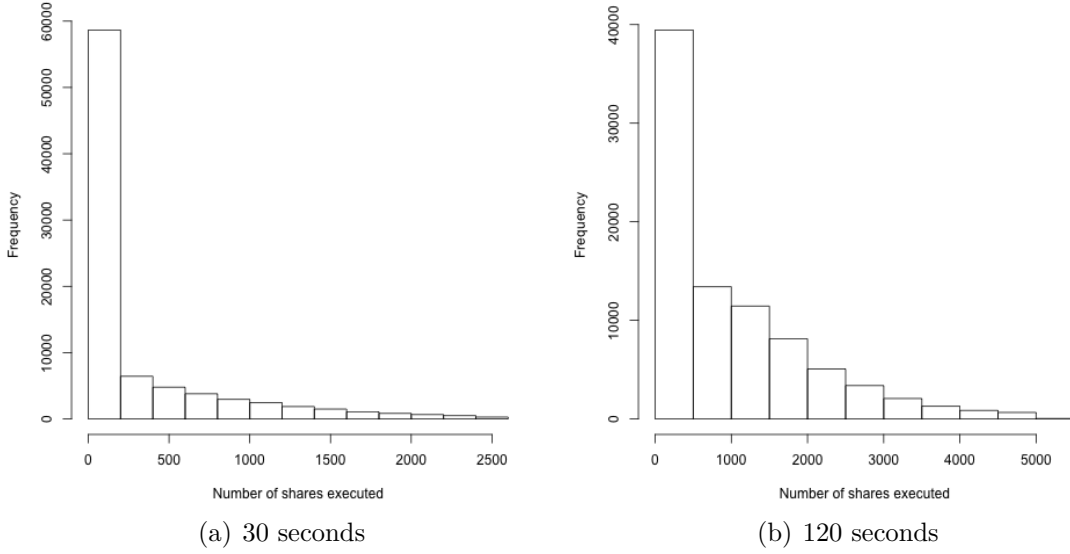 60000
50000
40000
30000
20000
10000
0
Frequency
0 500 1000 1500 2000 2500
Number of shares executed
(a) 30 seconds
40000
30000
20000
10000
0
Frequency
0 1000 2000 3000 4000 5000
Number of shares executed
(b) 120 seconds